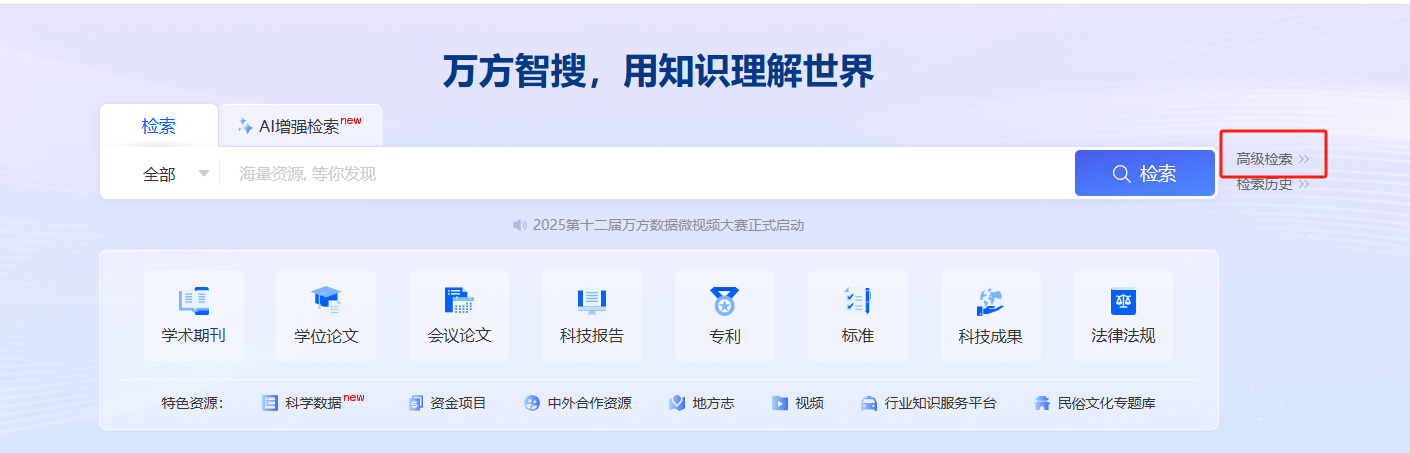 万方智搜，用知识理解世界
检索 AI增强检索new
全部 海量资源, 等你发现 检索 高级检索 >>
检索历史 >>
2025第十二届万方数据微视频大赛正式启动
学术期刊 学位论文 会议论文 科技报告 专利 标准 科技成果 法律法规
特色资源： 科学数据new 资金项目 中外合作资源 地方志 视频 行业知识服务平台 民俗文化专题库